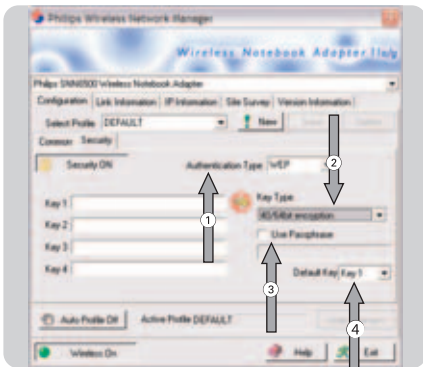 Philips Wireless Network Manager
Wireless Notebook Adapter 11a/g
Philips SNN6500 Wireless Notebook Adapter
Configuration Link Information IP Information Site Survey Version Information
Select Profile DEFAULT New
Common Security
Security ON Authentication Type WEP 2
Key 1 Key Type
1 40/64bit encryption
Key 2 Use Passphrase
Key 3
Key 4 Default Key Key 1
3
Auto Profile Off Active Profile DEFAULT
4
Wireless On Help Exit